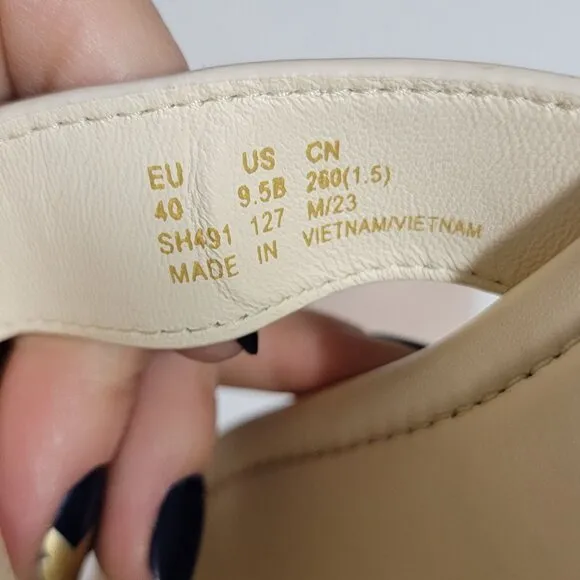 EU US CN
40 9.5B 260(1.5)
SH491 127 M/23
MADE IN VIETNAM/VIETNAM